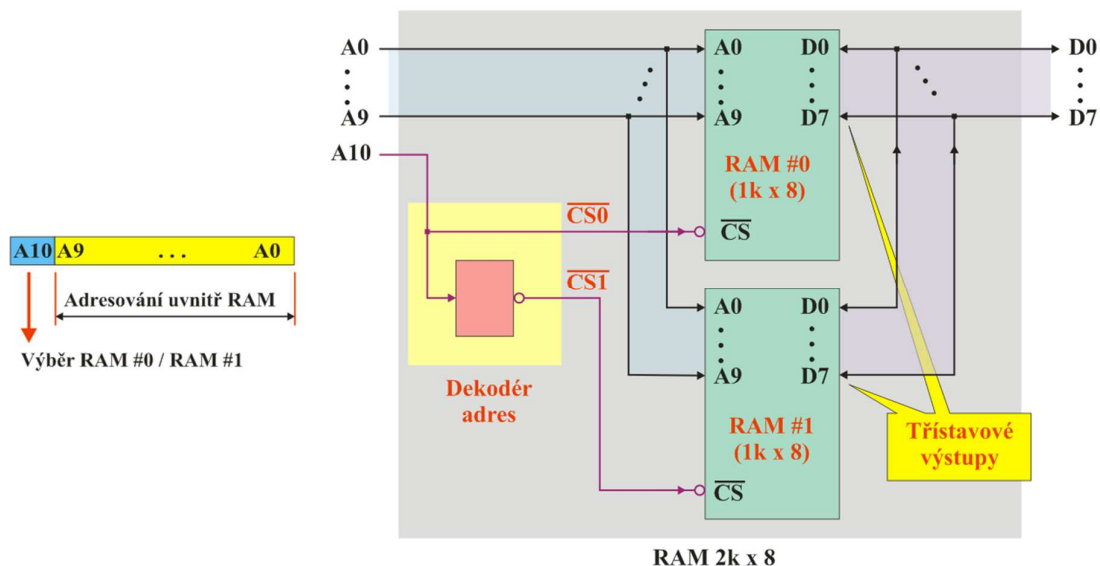 A10 A9 ... A0
Adresování uvnitř RAM
Výběr RAM #0 / RAM #1
A0
A9
A10
A0 D0
A9 D7
RAM #0
(1k x 8)
CS
CS0
CS1
Dekodér
adres
A0 D0
A9 D7
RAM #1
(1k x 8)
CS
D0
D7
Třístavové
výstupy
RAM 2k x 8